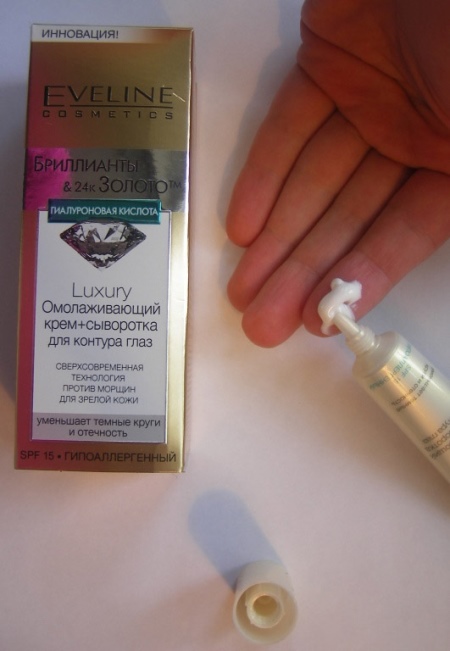 ИННОВАЦИЯ!
EVELINE
COSMETICS
БРИЛЛИАНТЫ
& 24К ЗОЛОТО™
ГИАЛУРОНОВАЯ КИСЛОТА
Luxury
Омолаживающий
крем+сыворотка
для контура глаз
СВЕРХСОВРЕМЕННАЯ
ТЕХНОЛОГИЯ
ПРОТИВ МОРЩИН
ДЛЯ ЗРЕЛОЙ КОЖИ
уменьшает темные круги
и отечность
SPF 15 • ГИПОАЛЛЕРГЕННЫЙ